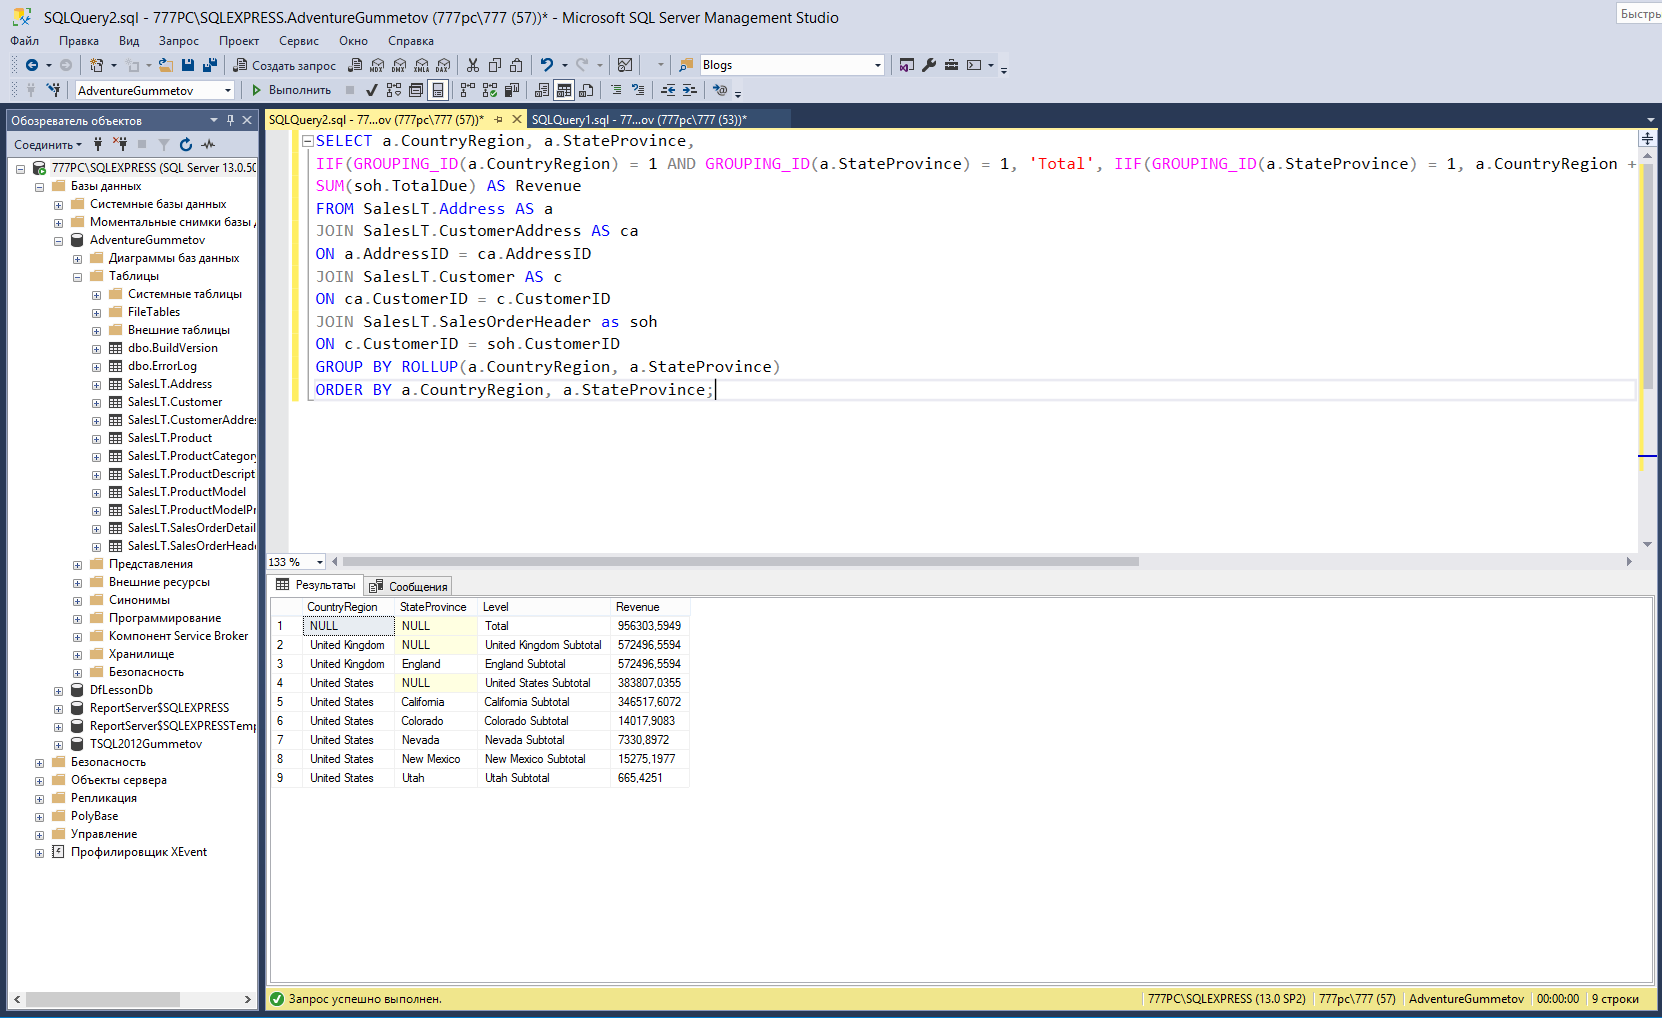 SQLQuery2.sql - 777PC\SQLEXPRESS.AdventureGummetov (777pc\777 (57))* - Microsoft SQL Server Management Studio
Быстрь
Файл Правка Вид Запрос Проект Сервис Окно Справка
Создать запрос MDX DMX XMLA DAX Blogs
AdventureGummetov Выполнить
Обозреватель объектов
SQLQuery2.sql - 77...ov (777pc\777 (57))* SQLQuery1.sql - 77...ov (777pc\777 (53))*
Соединить
777PC\SQLEXPRESS (SQL Server 13.0.50
Базы данных
Системные базы данных
Моментальные снимки базы
AdventureGummetov
Диаграммы баз данных
Таблицы
Системные таблицы
FileTables
Внешние таблицы
dbo.BuildVersion
dbo.ErrorLog
SalesLT.Address
SalesLT.Customer
SalesLT.CustomerAddre
SalesLT.Product
SalesLT.ProductCategor
SalesLT.ProductDescript
SalesLT.ProductModel
SalesLT.ProductModelPr
SalesLT.SalesOrderDetail
SalesLT.SalesOrderHead
Представления
Внешние ресурсы
Синонимы
Программирование
Компонент Service Broker
Хранилище
Безопасность
DfLessonDb
ReportServer$SQLEXPRESS
ReportServer$SQLEXPRESSTemp
TSQL2012Gummetov
Безопасность
Объекты сервера
Репликация
PolyBase
Управление
Профилировщик XEvent
SELECT a.CountryRegion, a.StateProvince,
IIF(GROUPING_ID(a.CountryRegion) = 1 AND GROUPING_ID(a.StateProvince) = 1, 'Total', IIF(GROUPING_ID(a.StateProvince) = 1, a.CountryRegion +
SUM(soh.TotalDue) AS Revenue
FROM SalesLT.Address AS a
JOIN SalesLT.CustomerAddress AS ca
ON a.AddressID = ca.AddressID
JOIN SalesLT.Customer AS c
ON ca.CustomerID = c.CustomerID
JOIN SalesLT.SalesOrderHeader as soh
ON c.CustomerID = soh.CustomerID
GROUP BY ROLLUP(a.CountryRegion, a.StateProvince)
ORDER BY a.CountryRegion, a.StateProvince;
133 %
Результаты Сообщения
CountryRegion StateProvince Level Revenue
1 NULL NULL Total 956303,5949
2 United Kingdom NULL United Kingdom Subtotal 572496,5594
3 United Kingdom England England Subtotal 572496,5594
4 United States NULL United States Subtotal 383807,0355
5 United States California California Subtotal 346517,6072
6 United States Colorado Colorado Subtotal 14017,9083
7 United States Nevada Nevada Subtotal 7330,8972
8 United States New Mexico New Mexico Subtotal 15275,1977
9 United States Utah Utah Subtotal 665,4251
Запрос успешно выполнен. 777PC\SQLEXPRESS (13.0 SP2) 777pc\777 (57) AdventureGummetov 00:00:00 9 строки